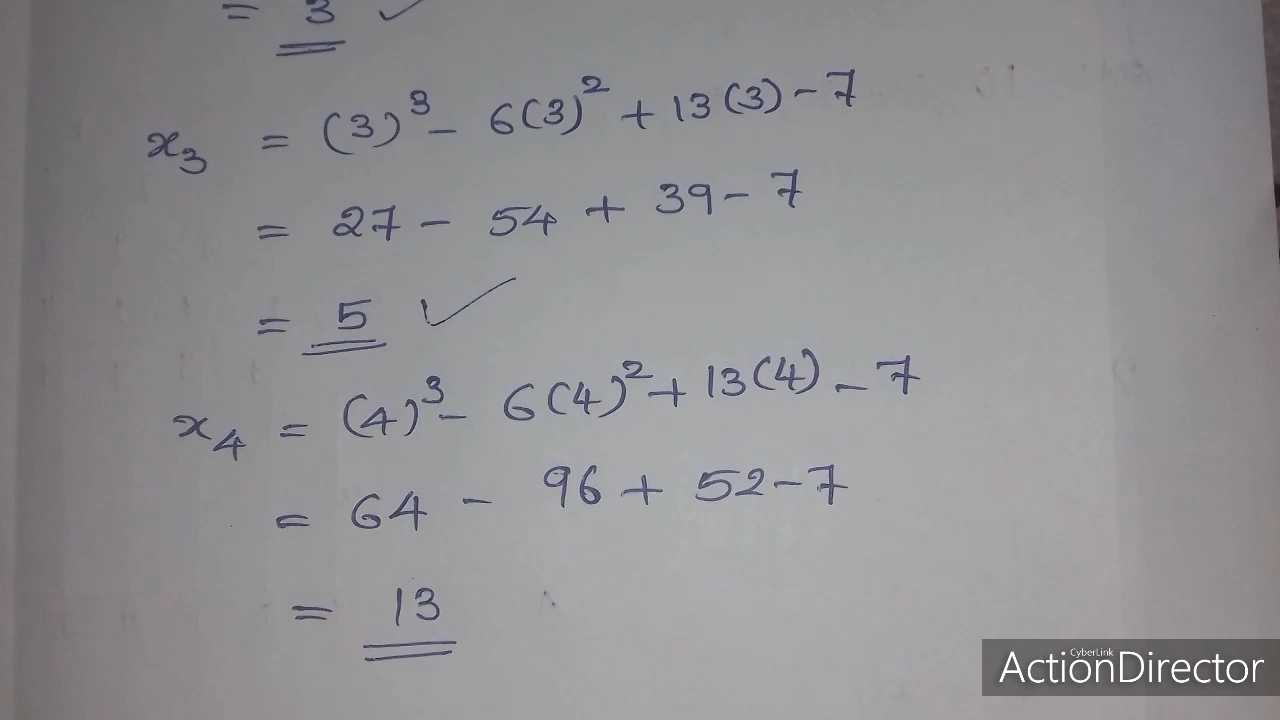 = 3 ✓
x₃ = (3)³ - 6(3)² + 13(3) - 7
= 27 - 54 + 39 - 7
= 5 ✓
x₄ = (4)³ - 6(4)² + 13(4) - 7
= 64 - 96 + 52 - 7
= 13
CyberLink
ActionDirector